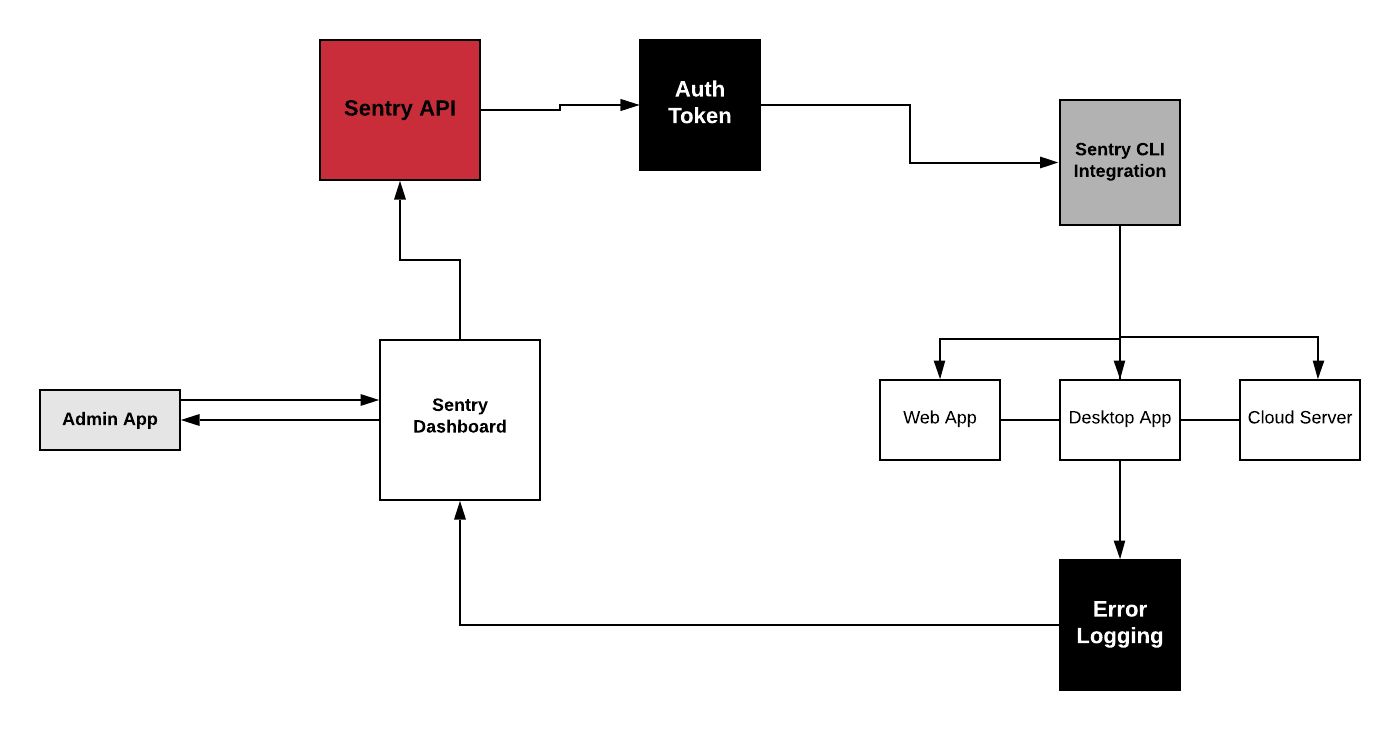 Sentry API
Auth
Token
Sentry CLI
Integration
Admin App
Sentry
Dashboard
Web App
Desktop App
Cloud Server
Error
Logging